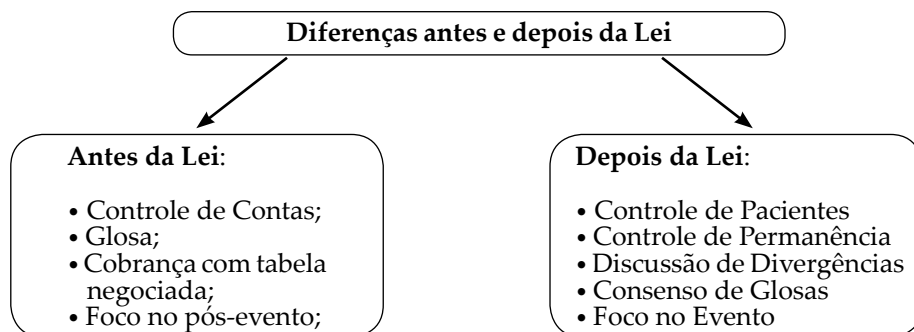 Diferenças antes e depois da Lei
Antes da Lei:
• Controle de Contas;
• Glosa;
• Cobrança com tabela
negociada;
• Foco no pós-evento;
Depois da Lei:
• Controle de Pacientes
• Controle de Permanência
• Discussão de Divergências
• Consenso de Glosas
• Foco no Evento